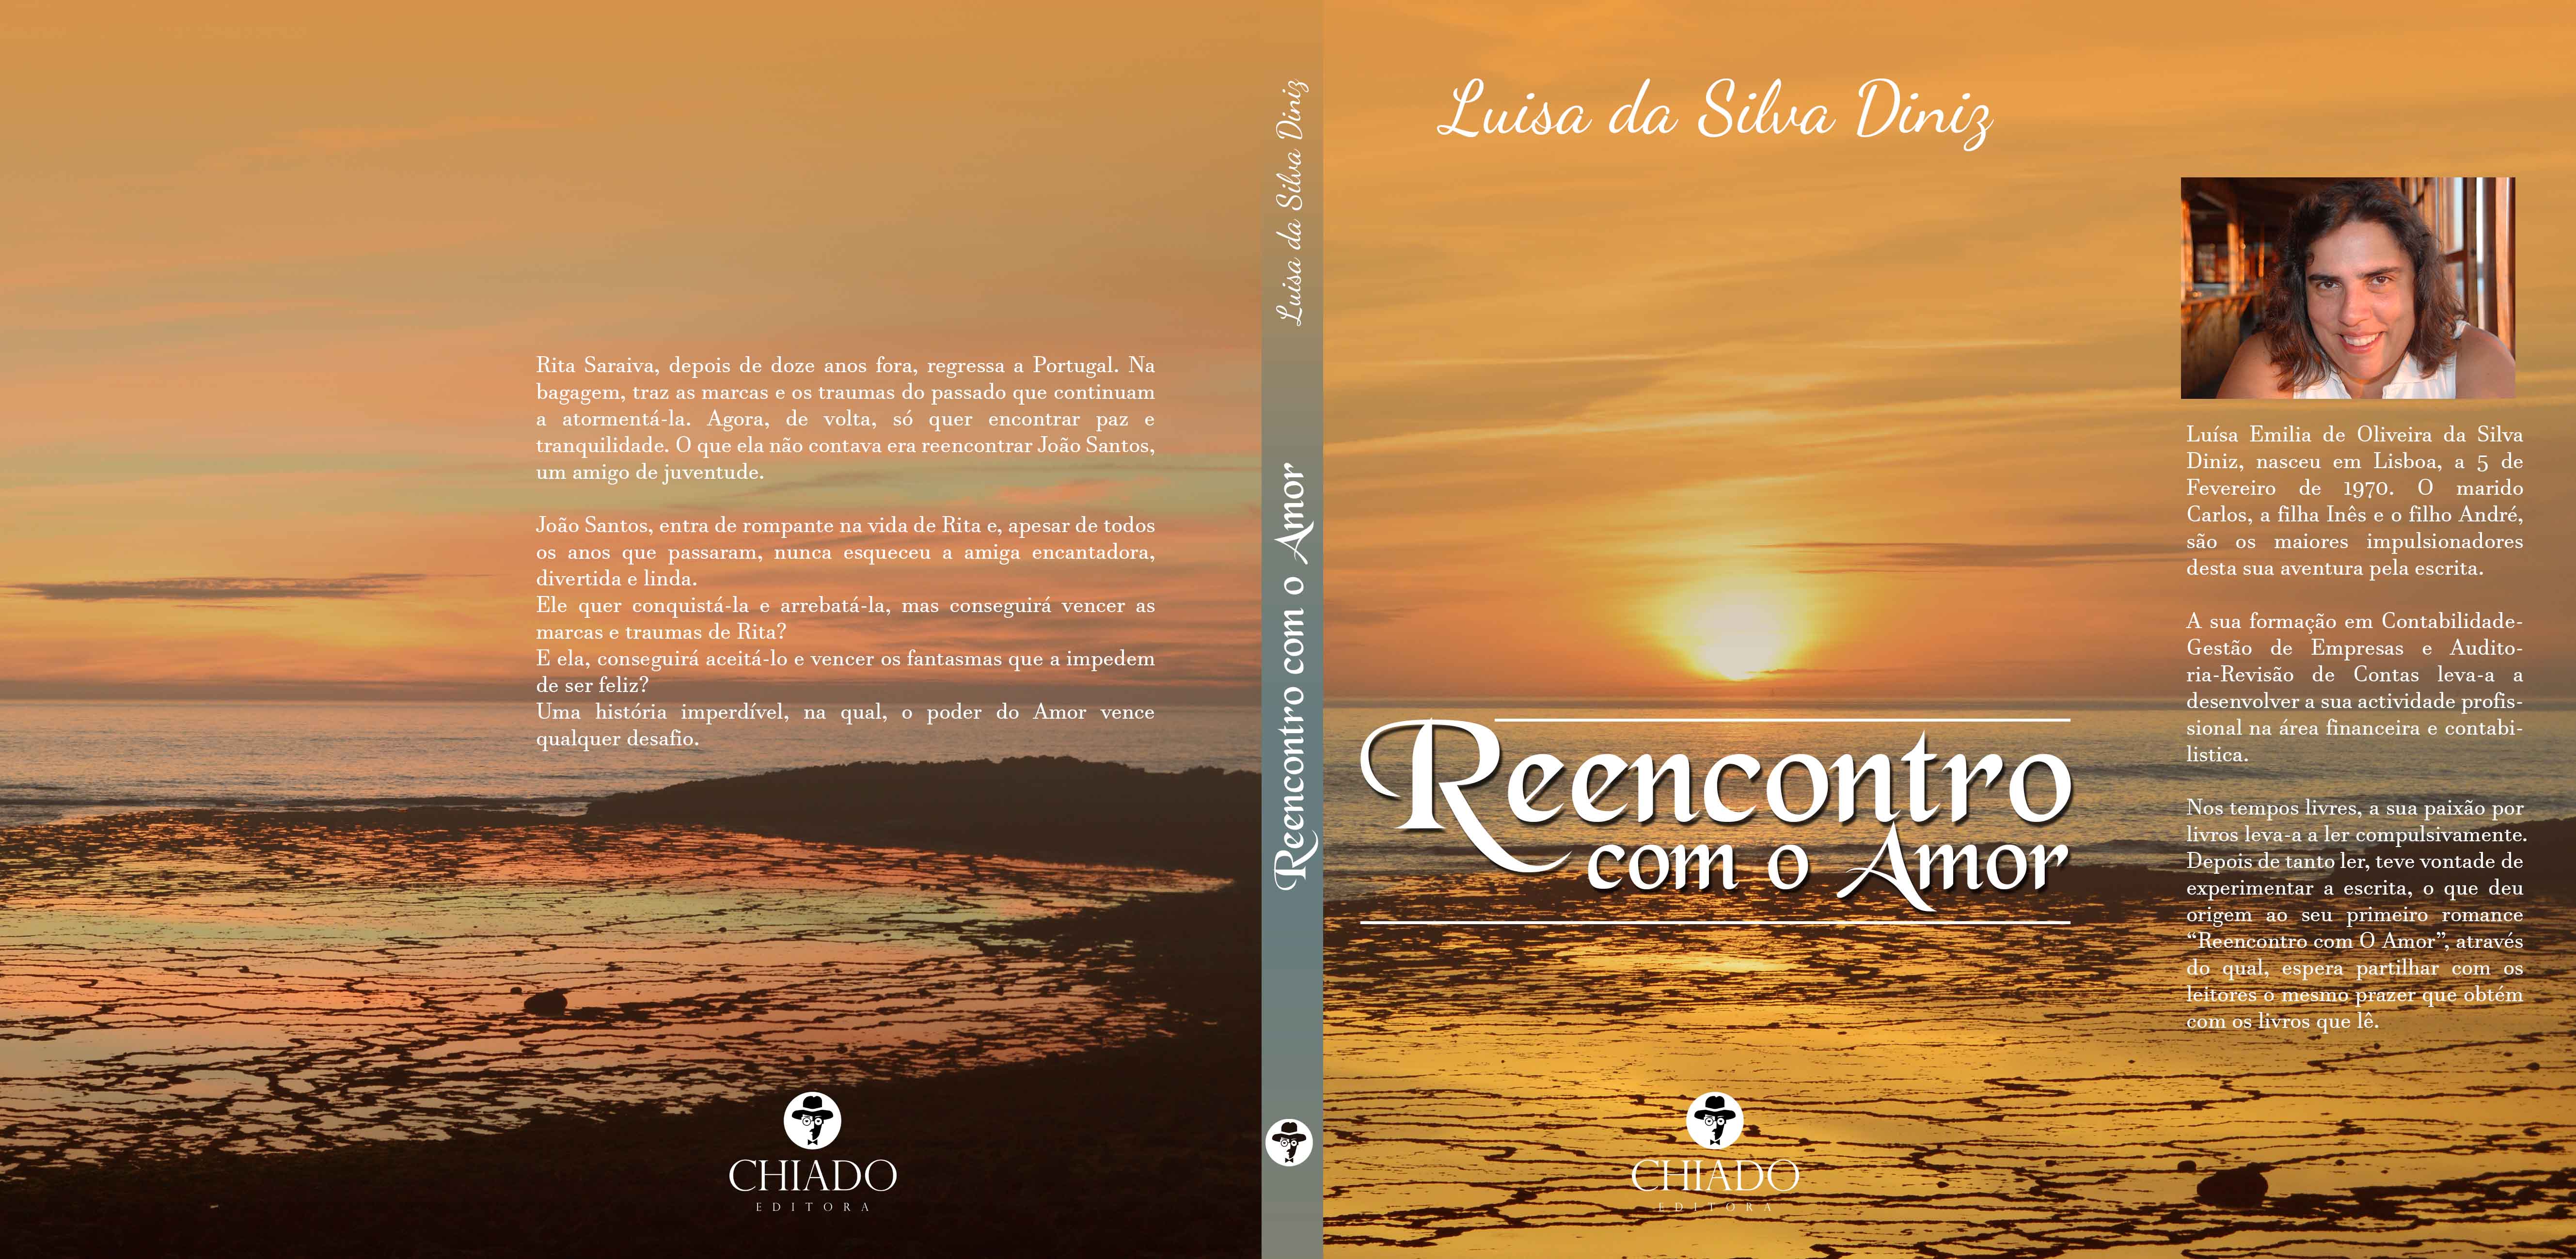 Rita Saraiva, depois de doze anos fora, regressa a Portugal. Na
bagagem, traz as marcas e os traumas do passado que continuam
a atormentá-la. Agora, de volta, só quer encontrar paz e
tranquilidade. O que ela não contava era reencontrar João Santos,
um amigo de juventude.
João Santos, entra de rompante na vida de Rita e, apesar de todos
os anos que passaram, nunca esqueceu a amiga encantadora,
divertida e linda.
Ele quer conquistá-la e arrebatá-la, mas conseguirá vencer as
marcas e traumas de Rita?
E ela, conseguirá aceitá-lo e vencer os fantasmas que a impedem
de ser feliz?
Uma história imperdível, na qual, o poder do Amor vence
qualquer desafio.
CHIADO
EDITORA
Luisa da Silva Diniz
Reencontro com o Amor
Luisa da Silva Diniz
Reencontro
com o Amor
CHIADO
EDITORA
Luísa Emilia de Oliveira da Silva
Diniz, nasceu em Lisboa, a 5 de
Fevereiro de 1970. O marido
Carlos, a filha Inês e o filho André,
são os maiores impulsionadores
desta sua aventura pela escrita.
A sua formação em Contabilidade-
Gestão de Empresas e Audito-
ria-Revisão de Contas leva-a a
desenvolver a sua actividade profis-
sional na área financeira e contabi-
listica.
Nos tempos livres, a sua paixão por
livros leva-a a ler compulsivamente.
Depois de tanto ler, teve vontade de
experimentar a escrita, o que deu
origem ao seu primeiro romance
“Reencontro com O Amor”, através
do qual, espera partilhar com os
leitores o mesmo prazer que obtém
com os livros que lê.